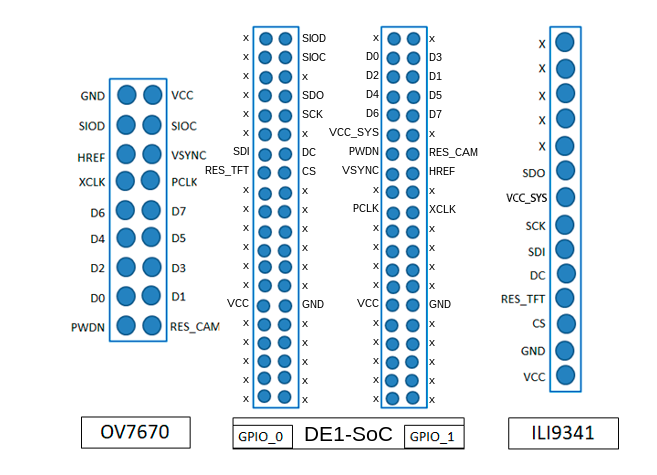 GND VCC
SIOD SIOC
HREF VSYNC
XCLK PCLK
D6 D7
D4 D5
D2 D3
D0 D1
PWDN RES_CAM
OV7670
x SIOD
x SIOC
x x
x SDO
x SCK
x x
SDI DC
RES_TFT CS
x x
x x
x x
x x
x x
x x
VCC GND
x x
x x
x x
x x
x x
x x
D0 D3
D2 D1
D4 D5
D6 D7
VCC_SYS x
PWDN RES_CAM
VSYNC HREF
x x
PCLK XCLK
x x
x x
x x
x x
VCC GND
x x
x x
x x
x x
x x
GPIO_0 DE1-SoC GPIO_1
X
X
X
X
X
SDO
VCC_SYS
SCK
SDI
DC
RES_TFT
CS
GND
VCC
ILI9341